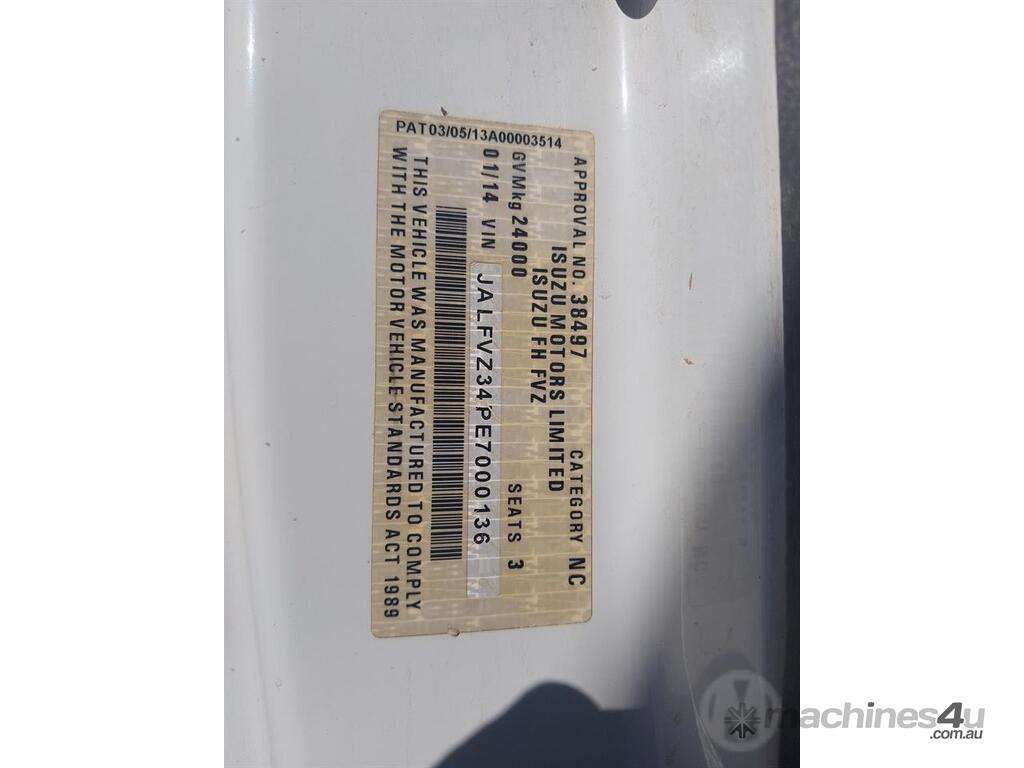 APPROVAL NO. 38497 CATEGORY NC
ISUZU MOTORS LIMITED
ISUZU FH FVZ
GVMkg 24000 SEATS 3
01/14 VIN JALFVZ34PE7000136
THIS VEHICLE WAS MANUFACTURED TO COMPLY
WITH THE MOTOR VEHICLE STANDARDS ACT 1989
PAT03/05/13A00003514
machines4u
.com.au